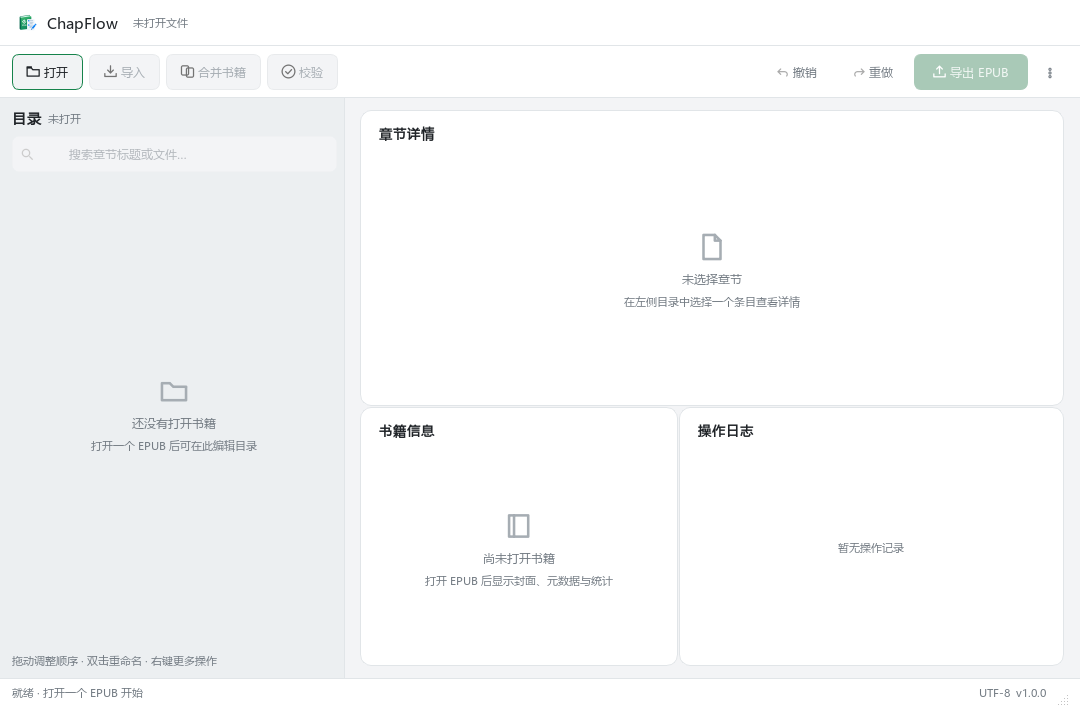 ChapFlow 未打开文件
打开 导入 合并书籍 校验 撤销 重做 导出 EPUB
目录 未打开
搜索章节标题或文件...
还没有打开书籍
打开一个 EPUB 后可在此编辑目录
拖动调整顺序 · 双击重命名 · 右键更多操作
章节详情
未选择章节
在左侧目录中选择一个条目查看详情
书籍信息
尚未打开书籍
打开 EPUB 后显示封面、元数据与统计
操作日志
暂无操作记录
就绪 · 打开一个 EPUB 开始
UTF-8 v1.0.0